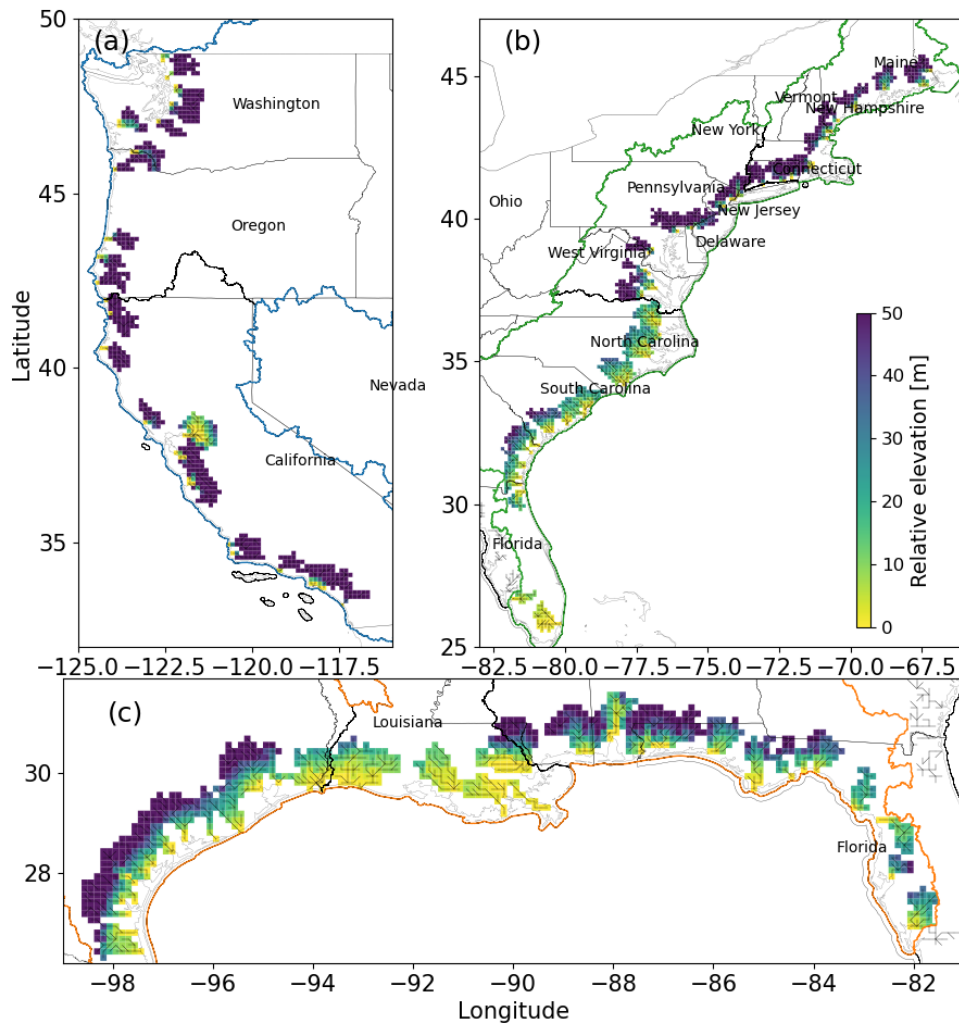 50
(a)
Washington
45
Oregon
Latitude
40
Nevada
California
35
−125.0
−122.5
−120.0
−117.5
(b)
Maine
45
Vermont
New Hampshire
New York
Connecticut
Pennsylvania
Ohio
New Jersey
40
Delaware
West Virginia
North Carolina
35
South Carolina
30
Florida
25
−82.5
−80.0
−77.5
−75.0
−72.5
−70.0
−67.5
50
40
30
20
10
0
Relative elevation [m]
(c)
Louisiana
30
Florida
28
−98
−96
−94
−92
−90
−88
−86
−84
−82
Longitude